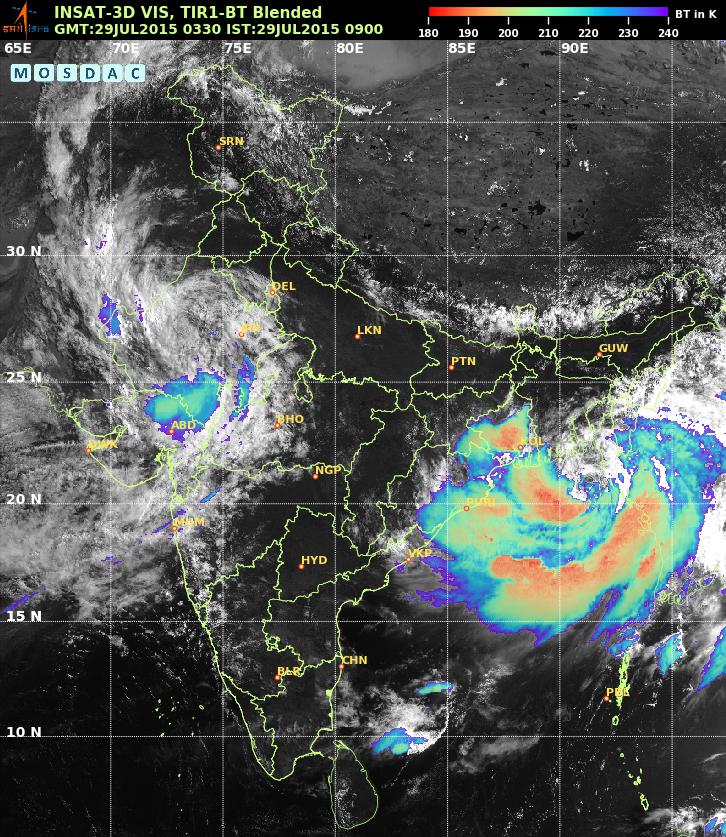 INSAT-3D VIS, TIR1-BT Blended
GMT:29JUL2015 0330 IST:29JUL2015 0900
BT in K
180 190 200 210 220 230 240
65E 70E 75E 80E 85E 90E
MOSDAC
SRN
30 N
DEL
LKN
GUW
PTN
25 N
ABD
BHO
KOL
DWK
NGP
20 N
PURI
MUM
VKP
HYD
15 N
CHN
BLR
PBL
10 N